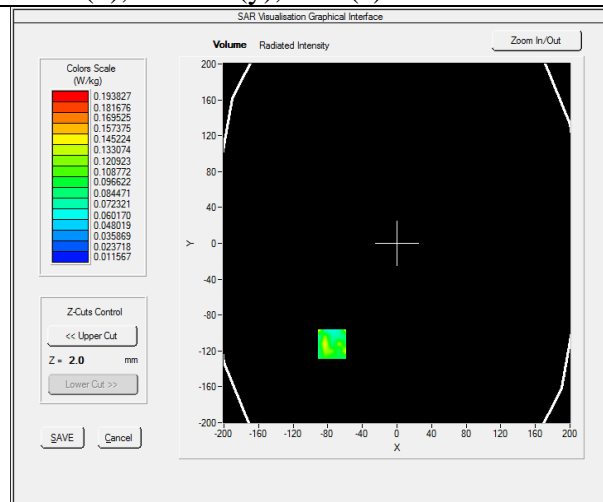 SAR Visualisation Graphical Interface
Volume Radiated Intensity
Zoom In/Out
Colors Scale
(W/kg)
0.193827
0.181676
0.169525
0.157375
0.145224
0.133074
0.120923
0.108772
0.096622
0.084471
0.072321
0.060170
0.048019
0.035869
0.023718
0.011567
Z-Cuts Control
<< Upper Cut
Z = 2.0 mm
Lower Cut >>
SAVE Cancel
200
160
120
80
40
Y 0
-40
-80
-120
-160
-200
-200 -160 -120 -80 -40 0 40 80 120 160 200
X